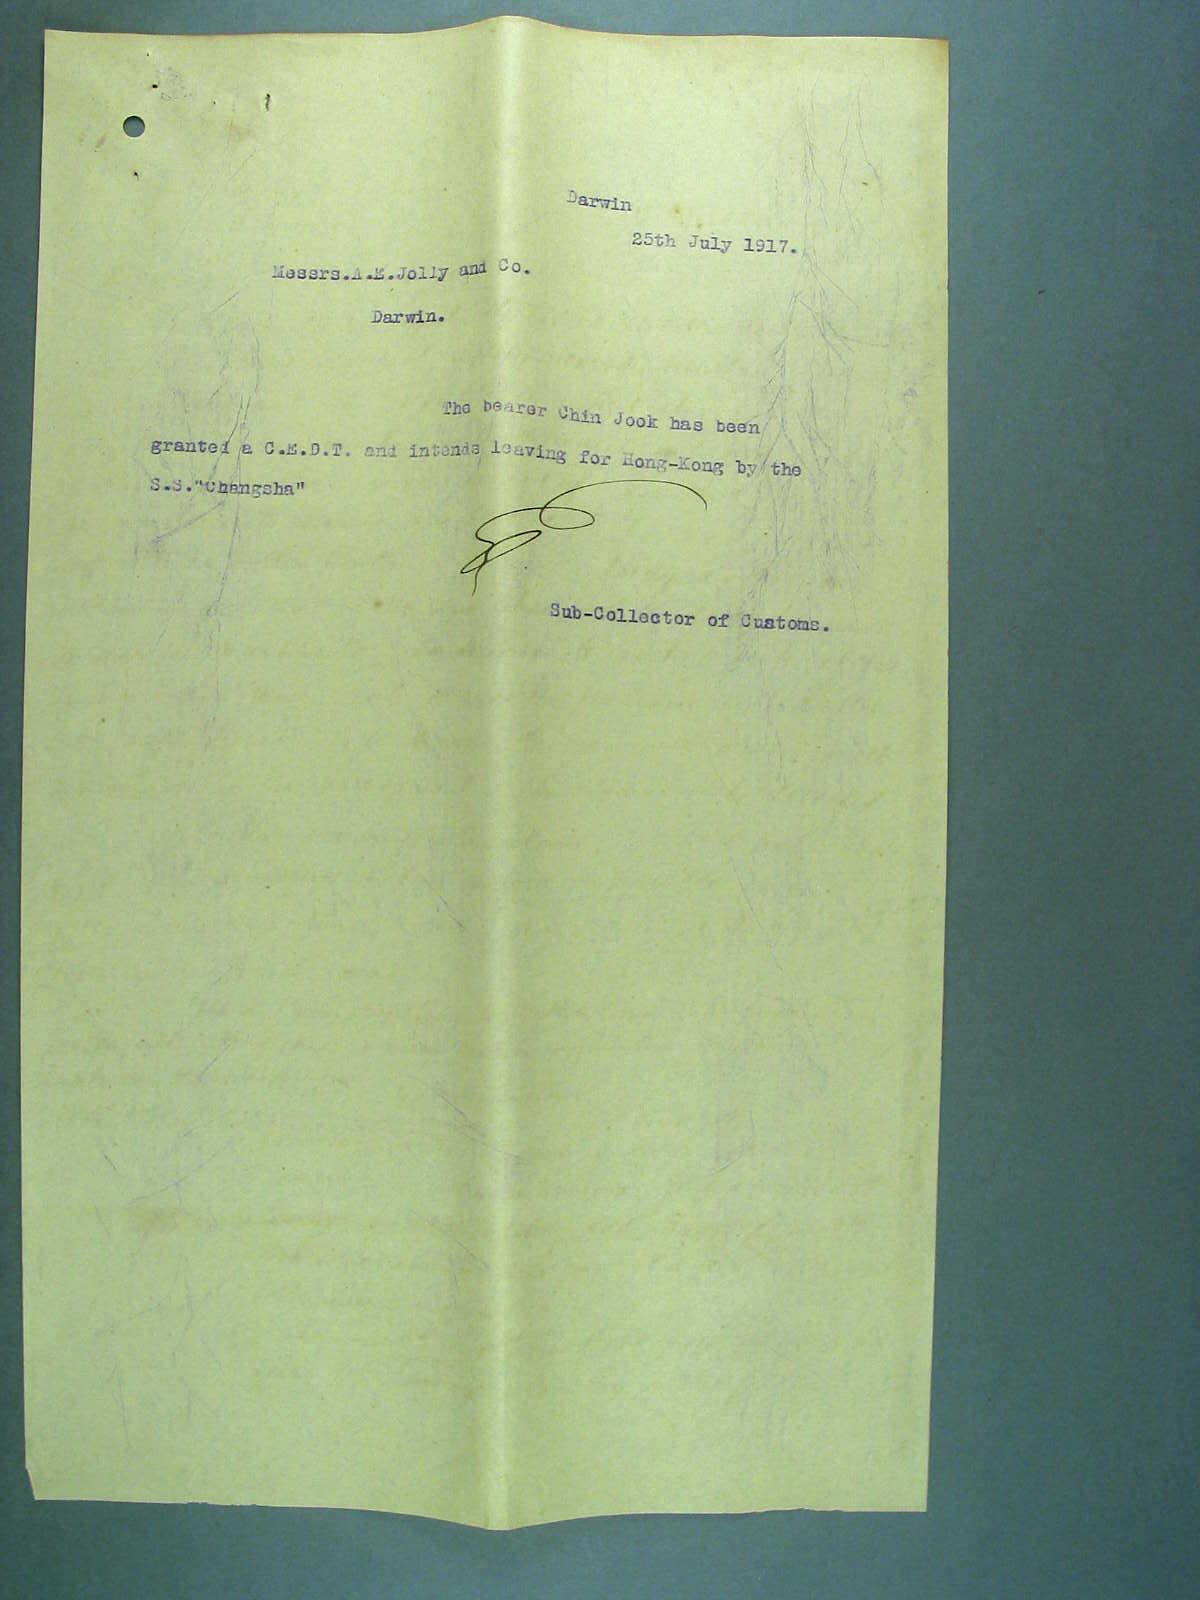 Darwin
25th July 1917.
Messrs.A.E.Jolly and Co.
Darwin.
The bearer Chin Jook has been
granted a C.E.D.T. and intends leaving for Hong-Kong by the
S.S."Changsha"
Sub-Collector of Customs.